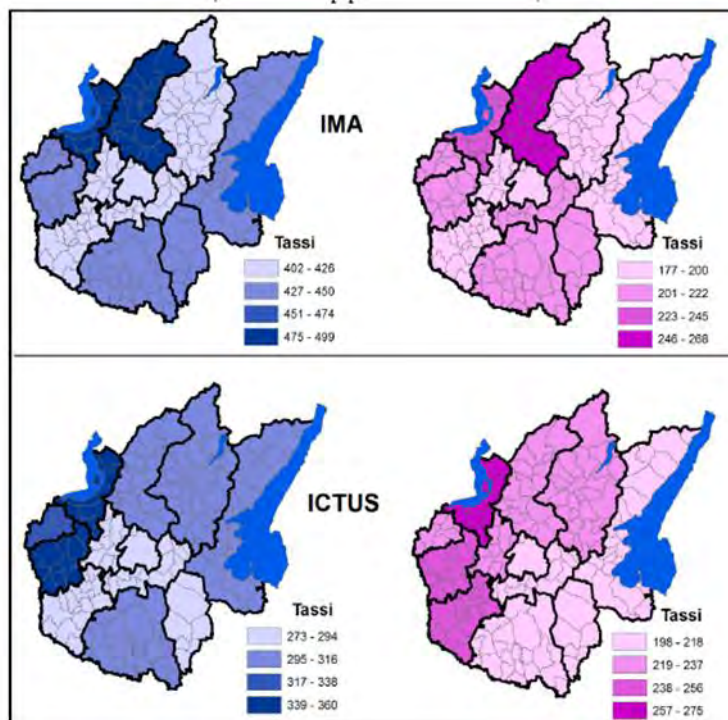 IMA
Tassi
402 - 426
427 - 450
451 - 474
475 - 499
Tassi
177 - 200
201 - 222
223 - 245
246 - 268
ICTUS
Tassi
273 - 294
295 - 316
317 - 338
339 - 360
Tassi
198 - 218
219 - 237
238 - 256
257 - 275